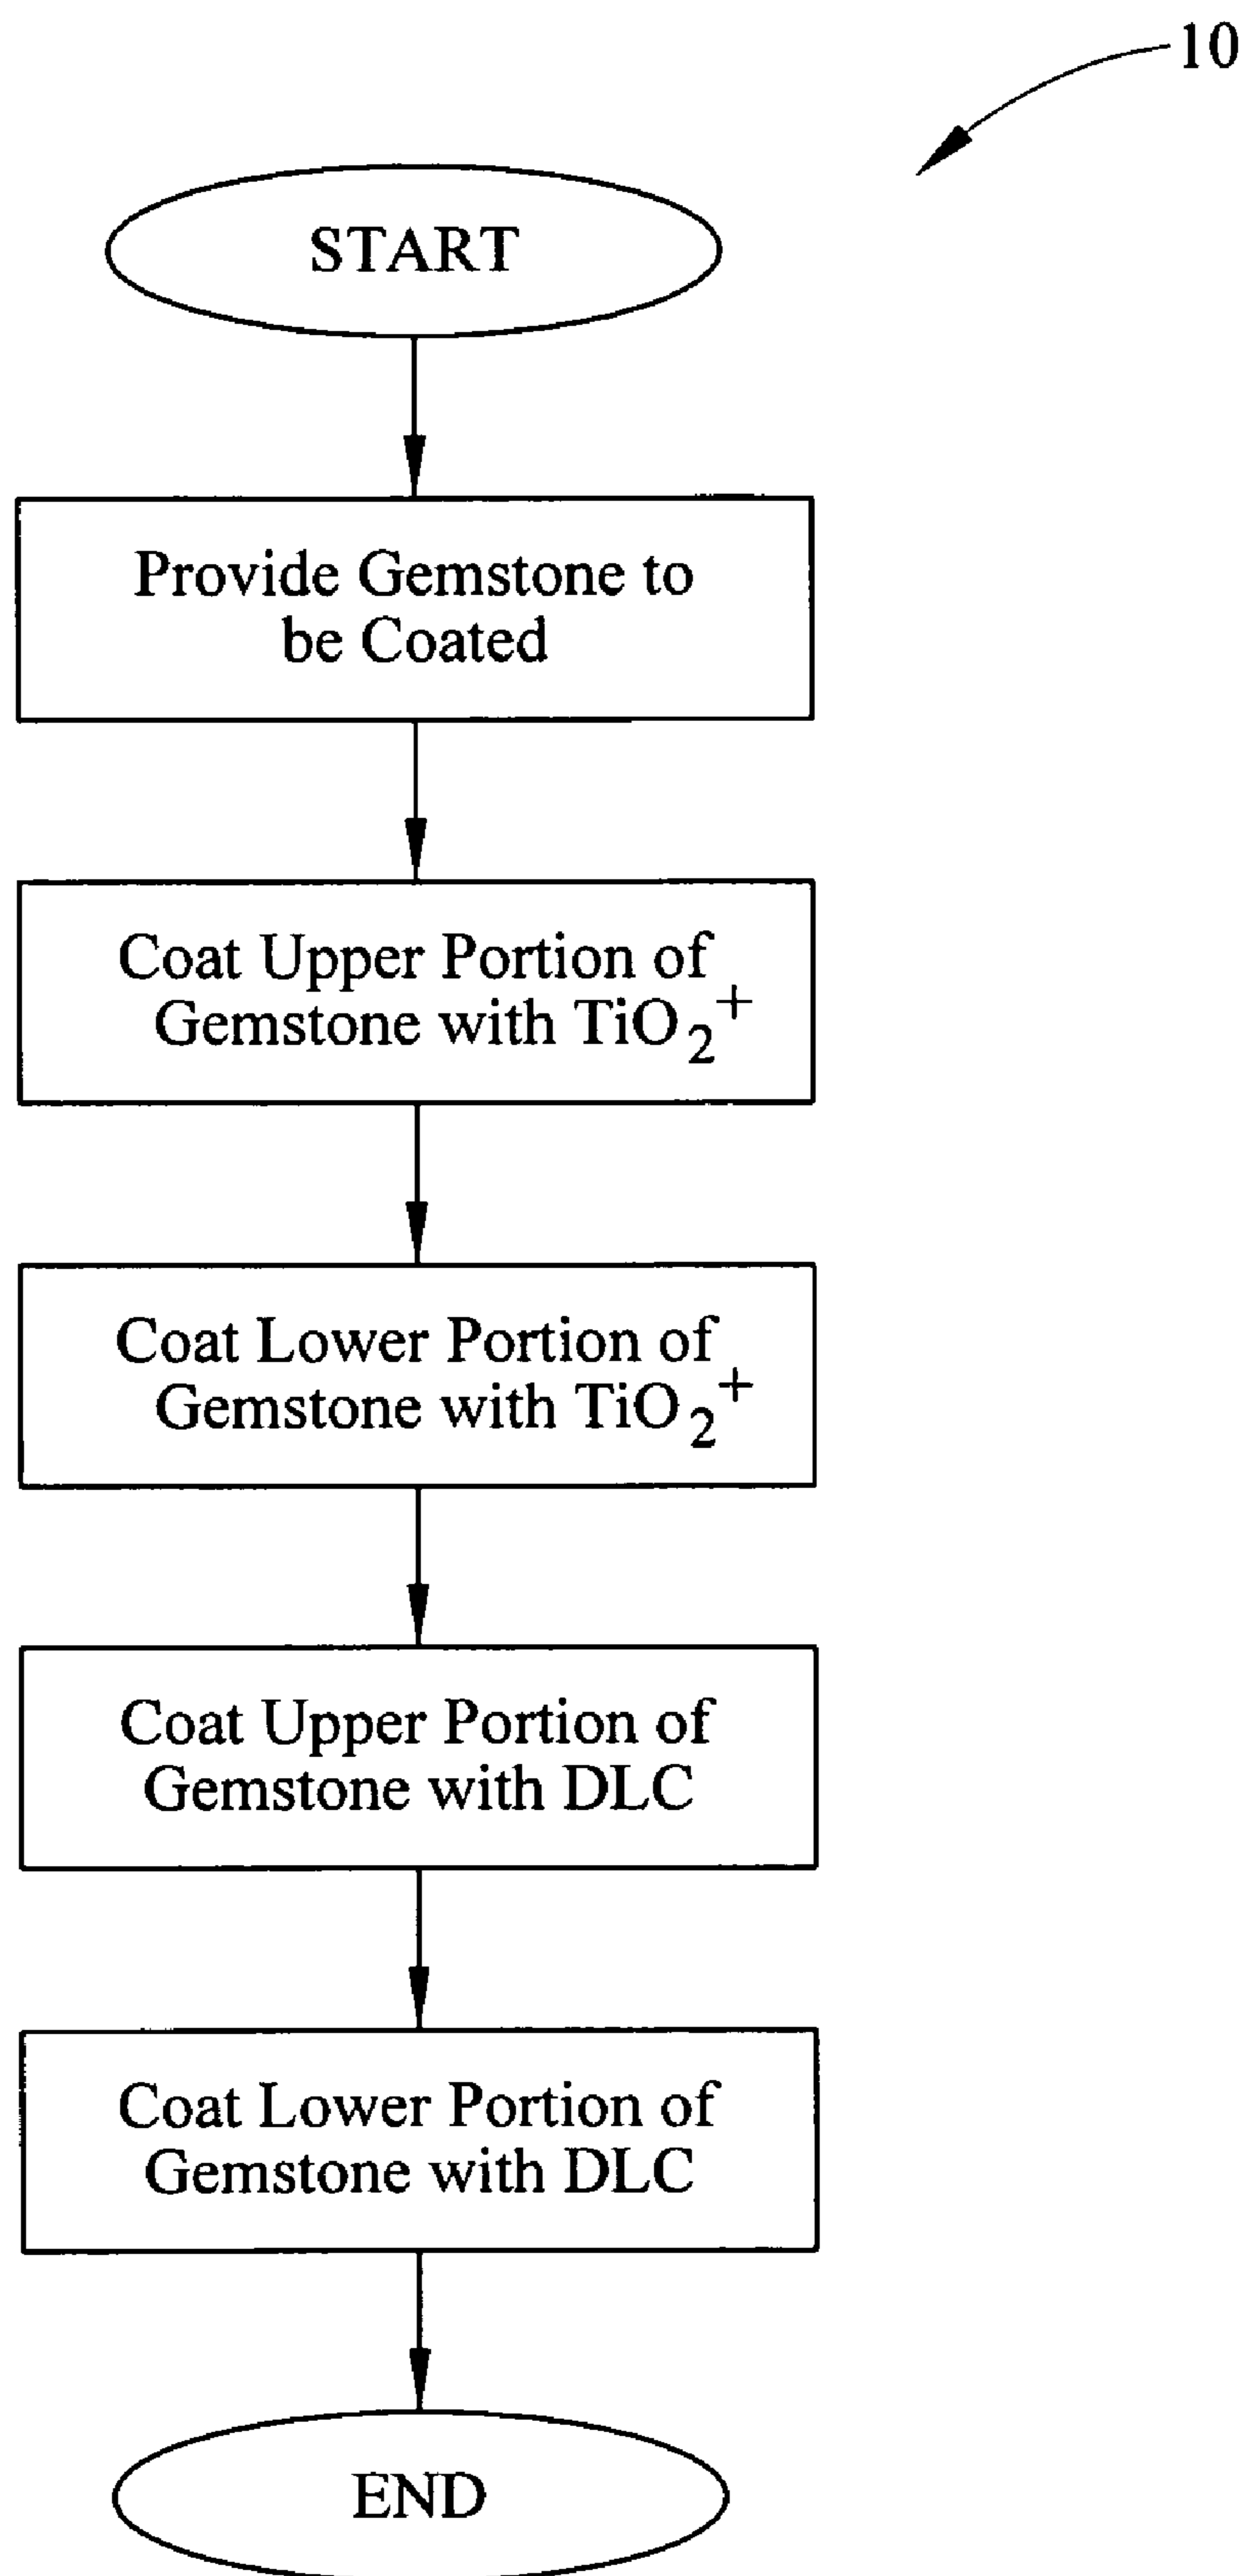 10
START
Provide Gemstone to
be Coated
Coat Upper Portion of
Gemstone with TiO₂⁺
Coat Lower Portion of
Gemstone with TiO₂⁺
Coat Upper Portion of
Gemstone with DLC
Coat Lower Portion of
Gemstone with DLC
END